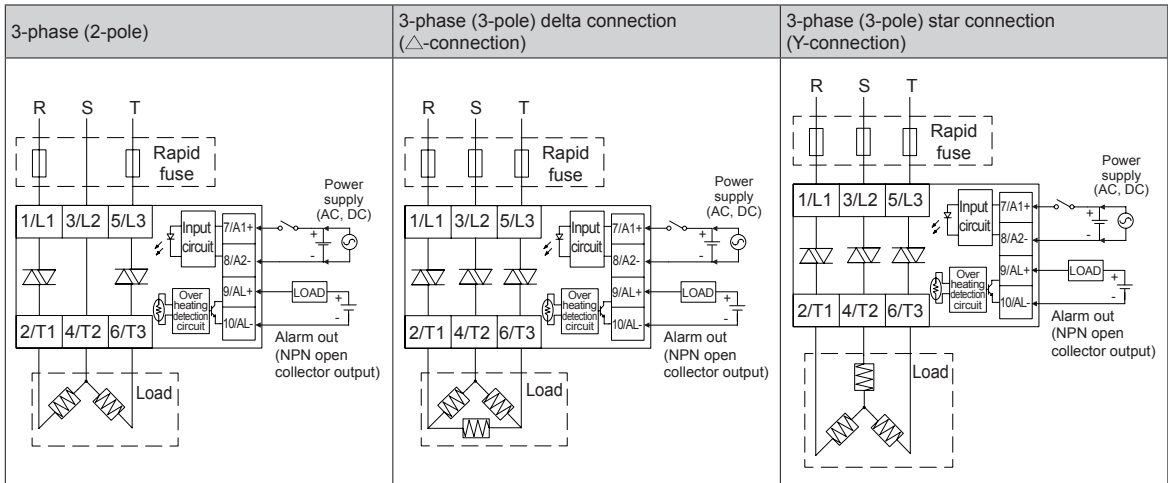 3-phase (2-pole)
3-phase (3-pole) delta connection
(△-connection)
3-phase (3-pole) star connection
(Y-connection)
R S T
Rapid
fuse
Power
supply
(AC, DC)
1/L1 3/L2 5/L3
Input
circuit
7/A1+
+
-
8/A2-
9/AL+
LOAD
+
-
Over
heating
detection
circuit
10/AL-
2/T1 4/T2 6/T3
Alarm out
(NPN open
collector output)
Load
R S T
Rapid
fuse
Power
supply
(AC, DC)
1/L1 3/L2 5/L3
Input
circuit
7/A1+
+
-
8/A2-
9/AL+
LOAD
+
-
Over
heating
detection
circuit
10/AL-
2/T1 4/T2 6/T3
Alarm out
(NPN open
collector output)
Load
R S T
Rapid
fuse
Power
supply
(AC, DC)
1/L1 3/L2 5/L3
Input
circuit
7/A1+
+
-
8/A2-
9/AL+
LOAD
+
-
Over
heating
detection
circuit
10/AL-
2/T1 4/T2 6/T3
Alarm out
(NPN open
collector output)
Load